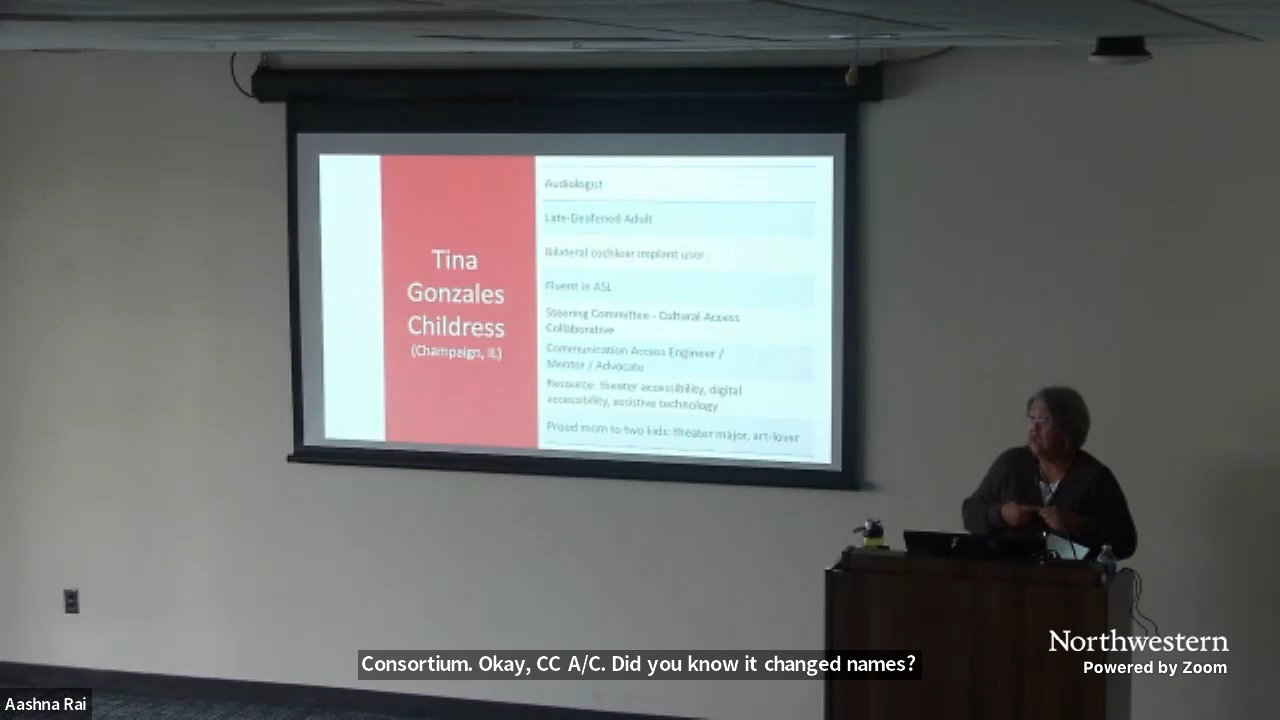 Tina
Gonzales
Childress
(Champaign, IL)
Audiologist
Late-Deafened Adult
Bilateral cochlear implant user
Fluent in ASL
Steering Committee - Cultural Access
Collaborative
Communication Access Engineer /
Mentor / Advocate
Resource: theater accessibility, digital
accessibility, assistive technology
Proud mom to two kids: theater major, art-lover
Northwestern
Powered by Zoom
Consortium. Okay, CC A/C. Did you know it changed names?
Aashna Rai